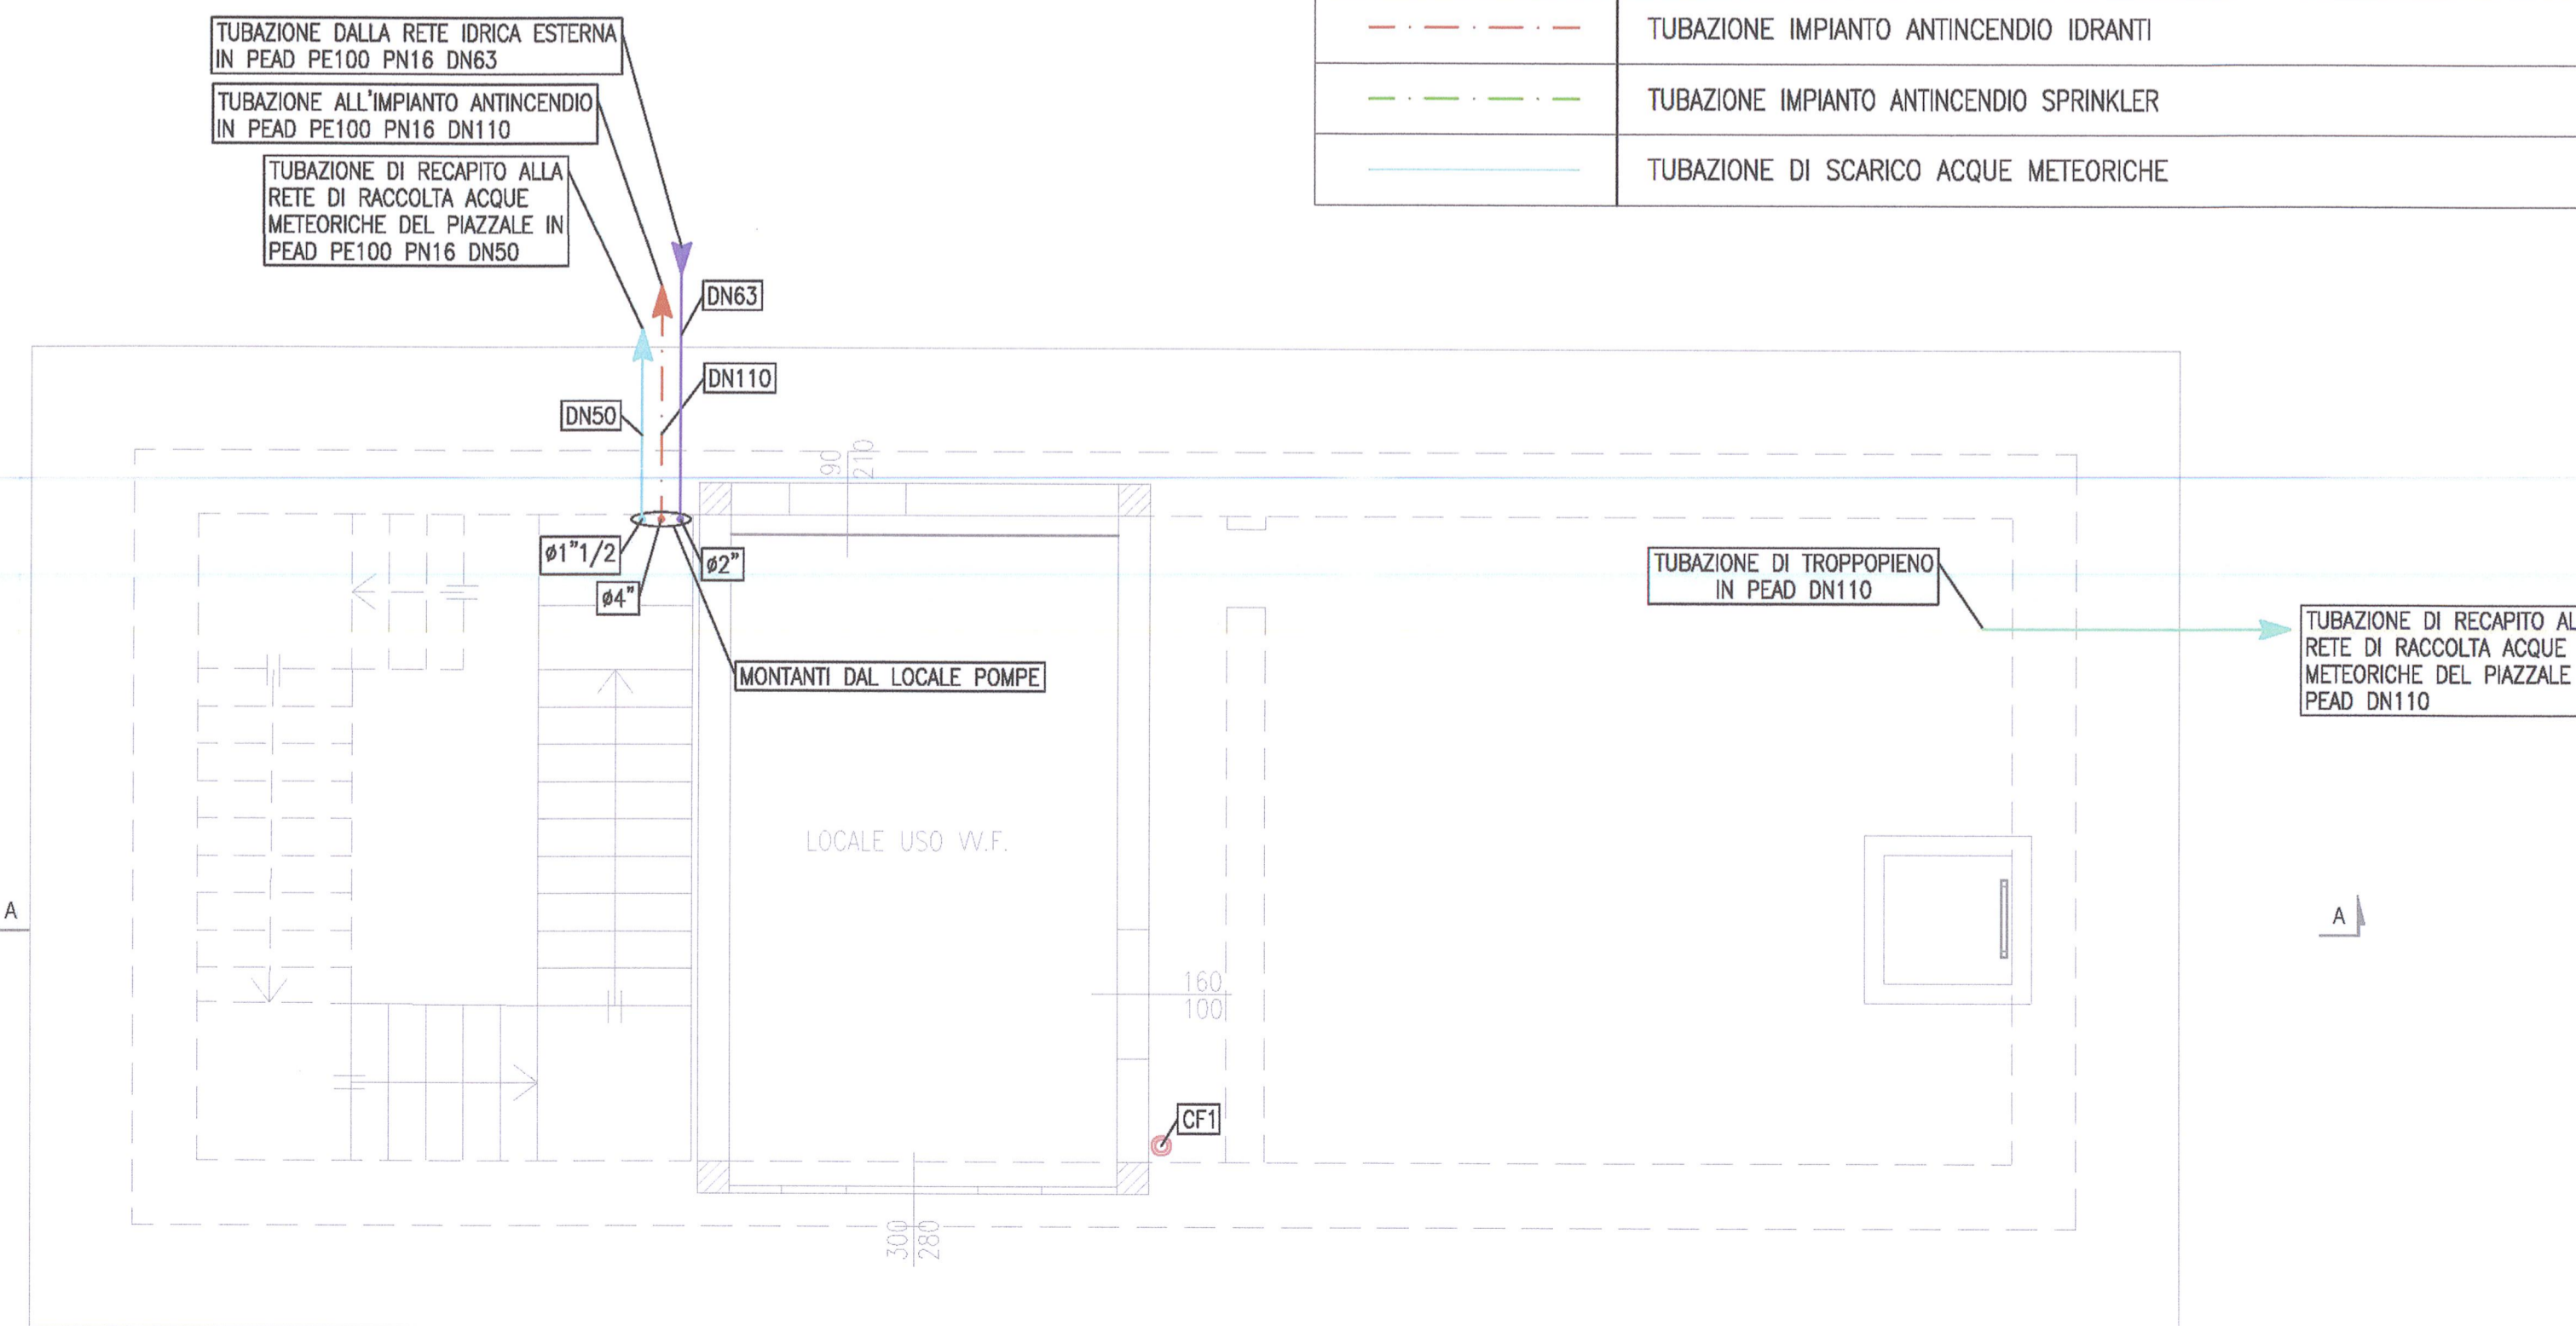 TUBAZIONE DALLA RETE IDRICA ESTERNA
IN PEAD PE100 PN16 DN63
TUBAZIONE ALL'IMPIANTO ANTINCENDIO
IN PEAD PE100 PN16 DN110
TUBAZIONE DI RECAPITO ALLA
RETE DI RACCOLTA ACQUE
METEORICHE DEL PIAZZALE IN
PEAD PE100 PN16 DN50
TUBAZIONE IMPIANTO ANTINCENDIO IDRANTI
TUBAZIONE IMPIANTO ANTINCENDIO SPRINKLER
TUBAZIONE DI SCARICO ACQUE METEORICHE
DN63
DN110
DN50
90
210
ø1"1/2
ø2"
ø4"
MONTANTI DAL LOCALE POMPE
TUBAZIONE DI TROPPOPIENO
IN PEAD DN110
TUBAZIONE DI RECAPITO AL
RETE DI RACCOLTA ACQUE
METEORICHE DEL PIAZZALE
PEAD DN110
LOCALE USO VV.F.
A
A
160
100
CF1
300
280